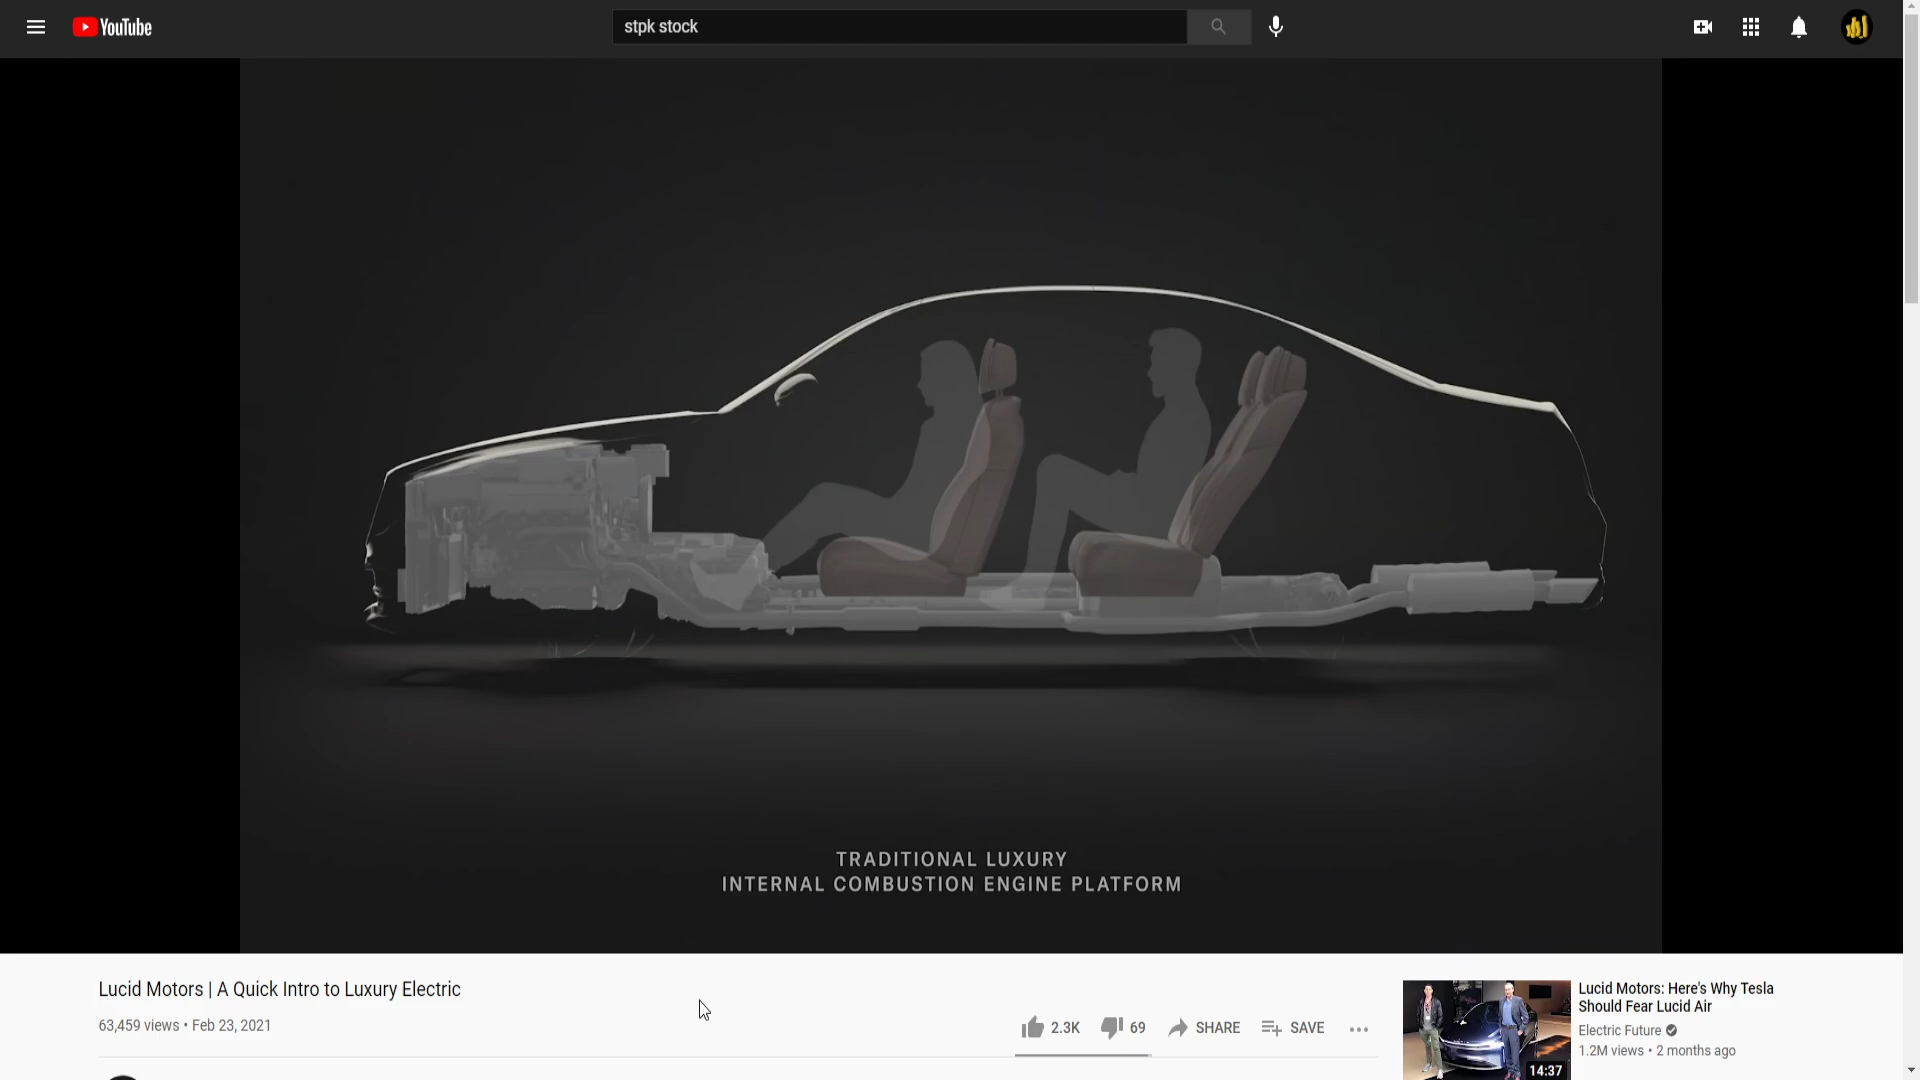 YouTube
stpk stock
TRADITIONAL LUXURY
INTERNAL COMBUSTION ENGINE PLATFORM
Lucid Motors | A Quick Intro to Luxury Electric
63,459 views • Feb 23, 2021
2.3K
69
SHARE
SAVE
14:37
Lucid Motors: Here's Why Tesla
Should Fear Lucid Air
Electric Future
1.2M views • 2 months ago